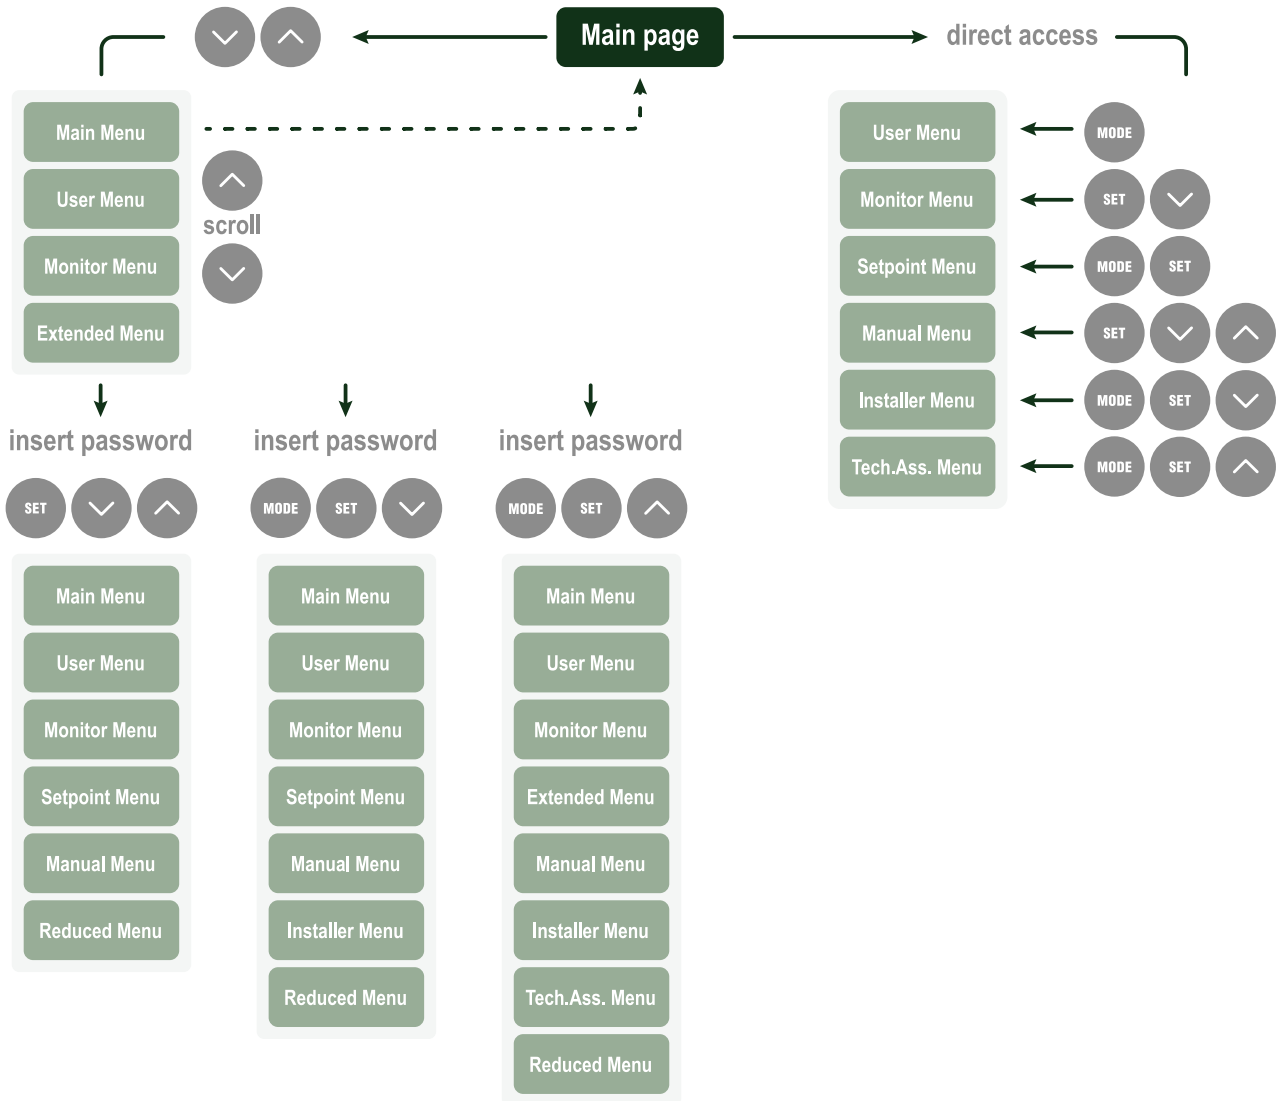 Main page
direct access
Main Menu
User Menu
Monitor Menu
Extended Menu
scroll
User Menu
MODE
Monitor Menu
SET
Setpoint Menu
MODE SET
Manual Menu
SET
Installer Menu
MODE SET
Tech.Ass. Menu
MODE SET
insert password
SET
Main Menu
User Menu
Monitor Menu
Setpoint Menu
Manual Menu
Reduced Menu
insert password
MODE SET
Main Menu
User Menu
Monitor Menu
Setpoint Menu
Manual Menu
Installer Menu
Reduced Menu
insert password
MODE SET
Main Menu
User Menu
Monitor Menu
Extended Menu
Manual Menu
Installer Menu
Tech.Ass. Menu
Reduced Menu